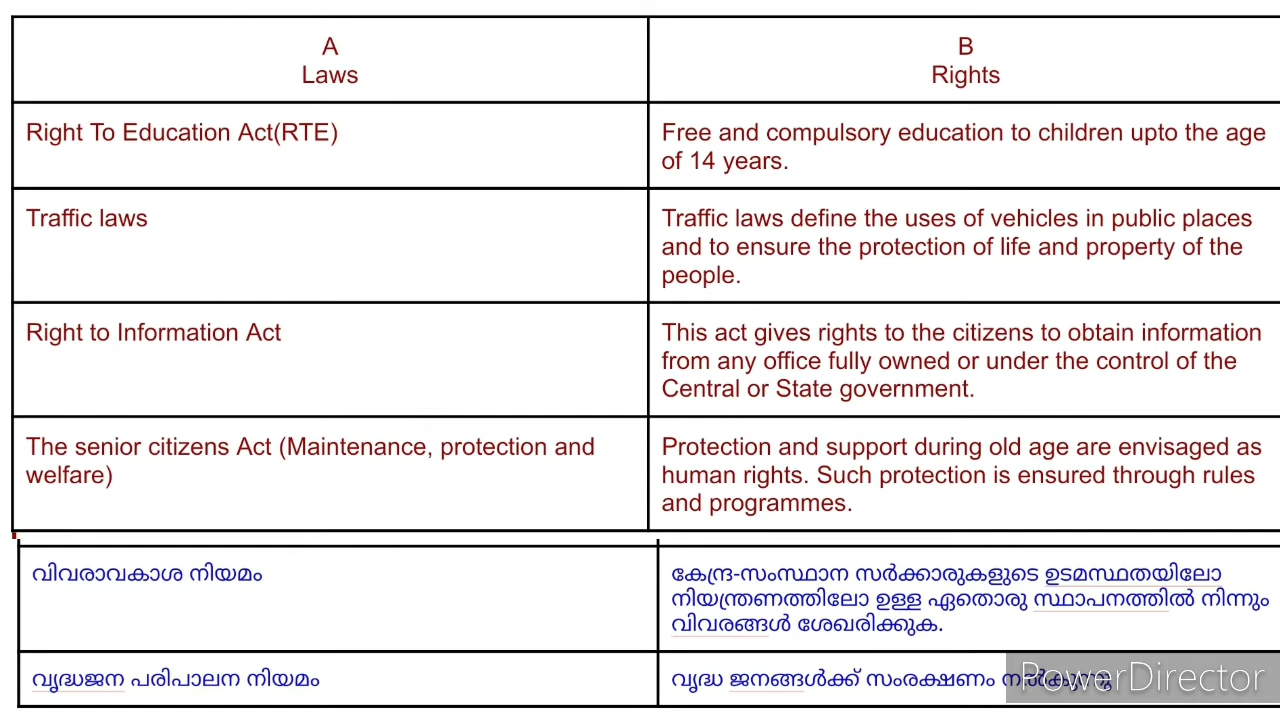 A
Laws
B
Rights
Right To Education Act(RTE)
Free and compulsory education to children upto the age
of 14 years.
Traffic laws
Traffic laws define the uses of vehicles in public places
and to ensure the protection of life and property of the
people.
Right to Information Act
This act gives rights to the citizens to obtain information
from any office fully owned or under the control of the
Central or State government.
The senior citizens Act (Maintenance, protection and
welfare)
Protection and support during old age are envisaged as
human rights. Such protection is ensured through rules
and programmes.
വിവരാവകാശ നിയമം
കേന്ദ്ര-സംസ്ഥാന സർക്കാരുകളുടെ ഉടമസ്ഥതയിലോ
നിയന്ത്രണത്തിലോ ഉള്ള ഏതൊരു സ്ഥാപനത്തിൽ നിന്നും
വിവരങ്ങൾ ശേഖരിക്കുക.
വൃദ്ധജന പരിപാലന നിയമം
വൃദ്ധ ജനങ്ങൾക്ക് സംരക്ഷണം
PowerDirector